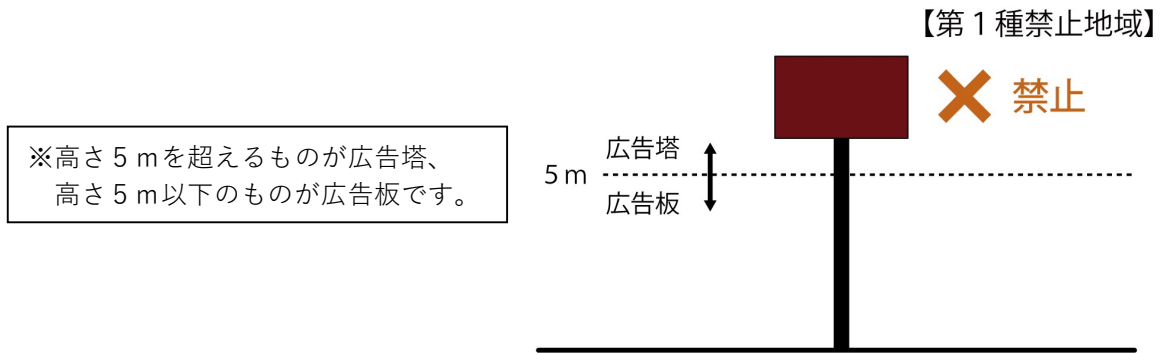 【第１種禁止地域】
禁止
※高さ５ｍを超えるものが広告塔、
高さ５ｍ以下のものが広告板です。
広告塔
5ｍ
広告板